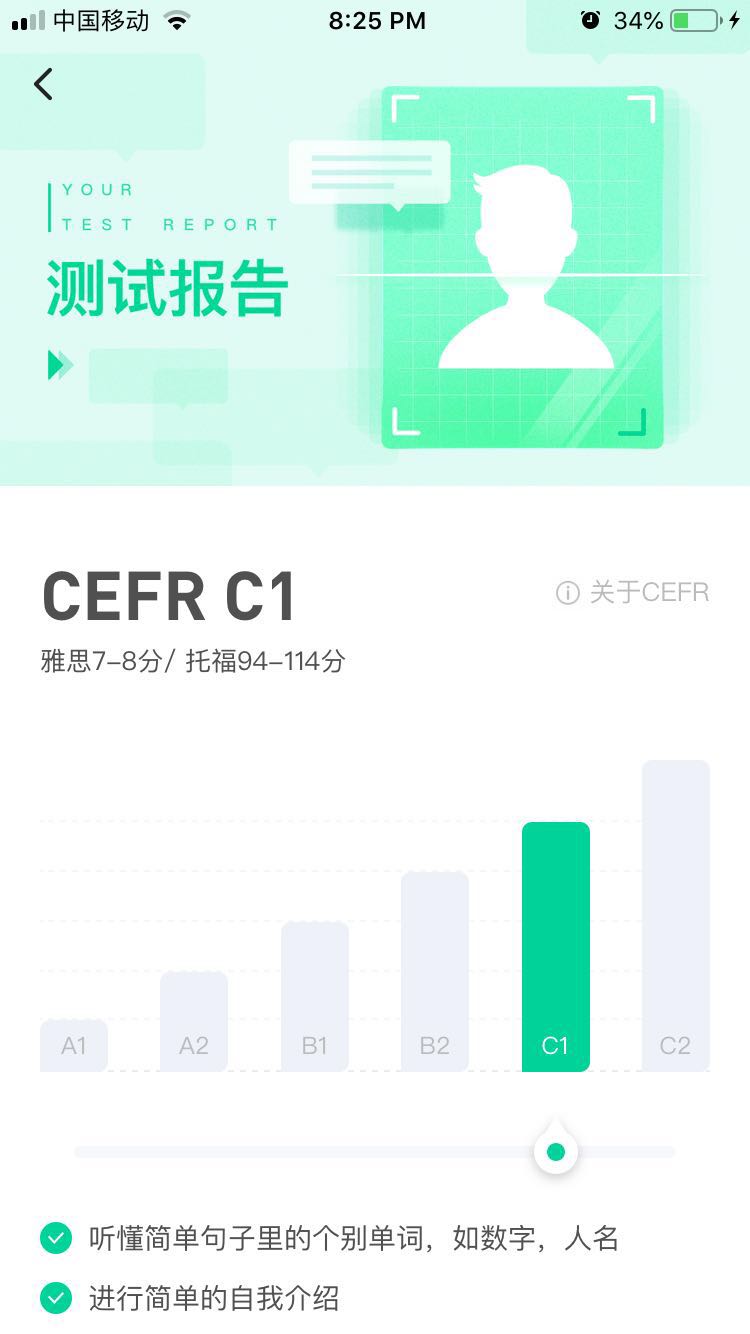 中国移动 8:25 PM 34%
YOUR
TEST REPORT
测试报告
CEFR C1
关于CEFR
雅思7–8分/ 托福94–114分
A1 A2 B1 B2 C1 C2
听懂简单句子里的个别单词，如数字，人名
进行简单的自我介绍